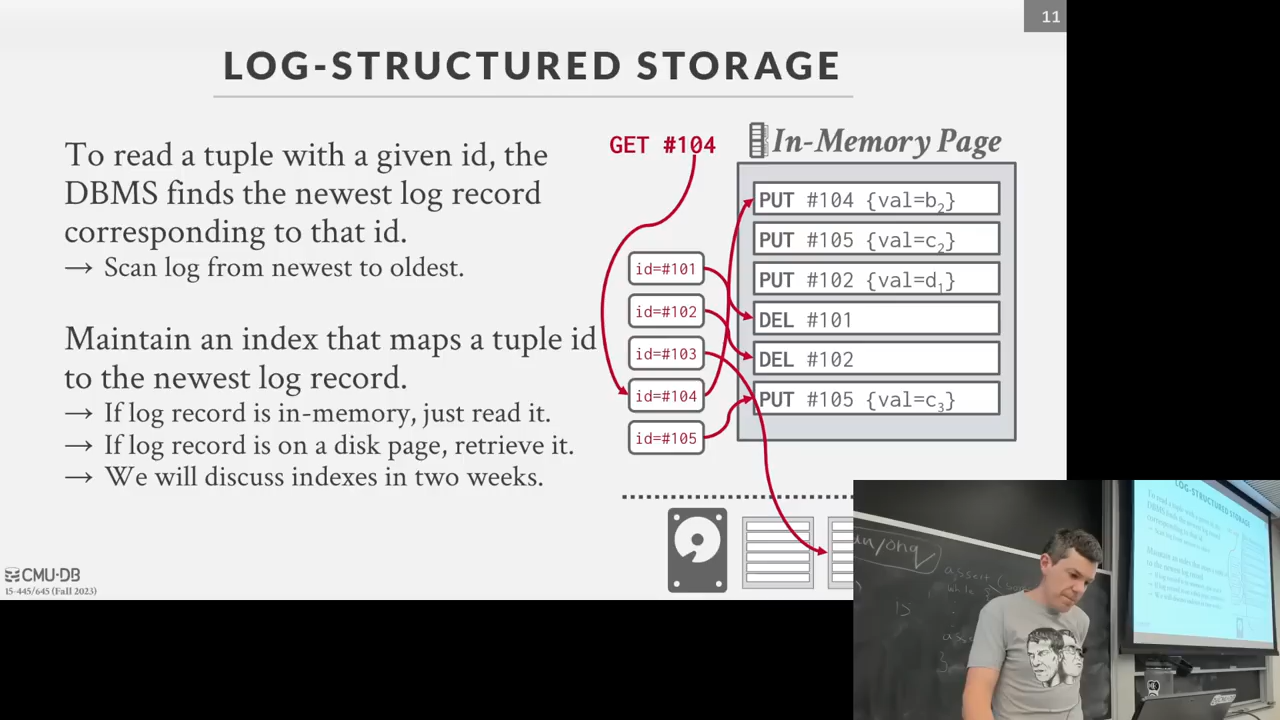 11
LOG-STRUCTURED STORAGE
To read a tuple with a given id, the
DBMS finds the newest log record
corresponding to that id.
→ Scan log from newest to oldest.
Maintain an index that maps a tuple id
to the newest log record.
→ If log record is in-memory, just read it.
→ If log record is on a disk page, retrieve it.
→ We will discuss indexes in two weeks.
GET #104
In-Memory Page
id=#101
id=#102
id=#103
id=#104
id=#105
PUT #104 {val=b₂}
PUT #105 {val=c₂}
PUT #102 {val=d₁}
DEL #101
DEL #102
PUT #105 {val=c₃}
CMU·DB
15-445/645 (Fall 2023)
assert
while
LOG-STRUCTURED STORAGE